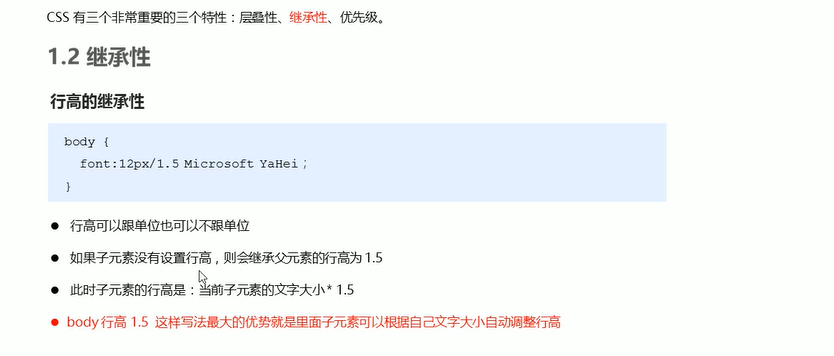 CSS 有三个非常重要的三个特性：层叠性、继承性、优先级。
1.2 继承性
行高的继承性
body {
font:12px/1.5 Microsoft YaHei；
}
● 行高可以跟单位也可以不跟单位
● 如果子元素没有设置行高，则会继承父元素的行高为 1.5
● 此时子元素的行高是：当前子元素的文字大小 * 1.5
● body 行高 1.5 这样写法最大的优势就是里面子元素可以根据自己文字大小自动调整行高